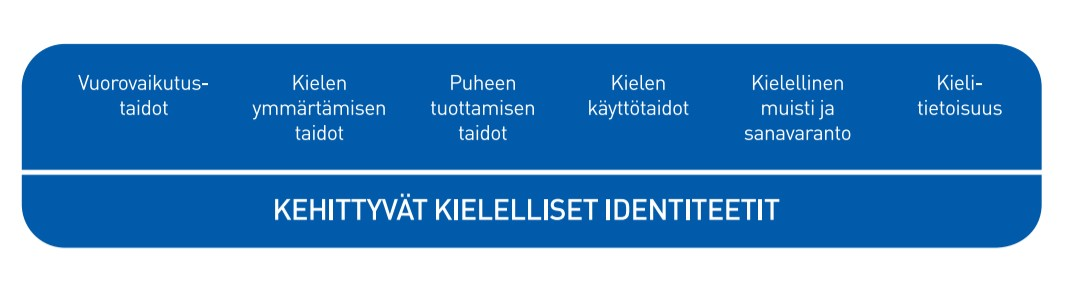 Vuorovaikutus-
taidot
Kielen
ymmärtämisen
taidot
Puheen
tuottamisen
taidot
Kielen
käyttötaidot
Kielellinen
muisti ja
sanavaranto
Kieli-
tietoisuus
KEHITTYVÄT KIELELLISET IDENTITEETIT